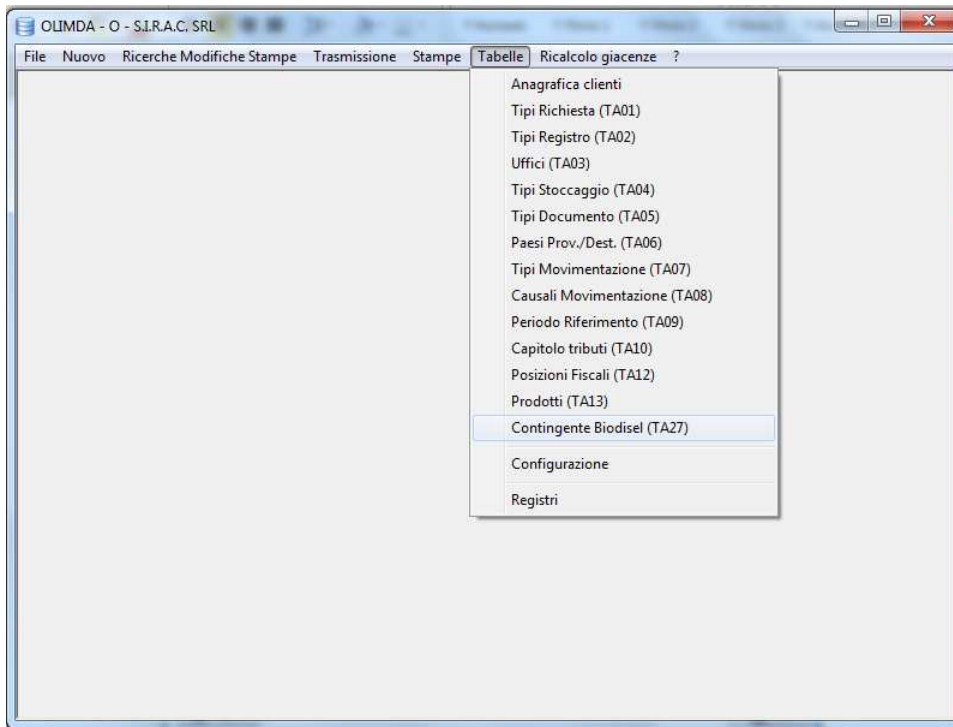 OLIMDA - O - S.I.R.A.C. SRL
File Nuovo Ricerche Modifiche Stampe Trasmissione Stampe Tabelle Ricalcolo giacenze ?
Anagrafica clienti
Tipi Richiesta (TA01)
Tipi Registro (TA02)
Uffici (TA03)
Tipi Stoccaggio (TA04)
Tipi Documento (TA05)
Paesi Prov./Dest. (TA06)
Tipi Movimentazione (TA07)
Causali Movimentazione (TA08)
Periodo Riferimento (TA09)
Capitolo tributi (TA10)
Posizioni Fiscali (TA12)
Prodotti (TA13)
Contingente Biodisel (TA27)
Configurazione
Registri